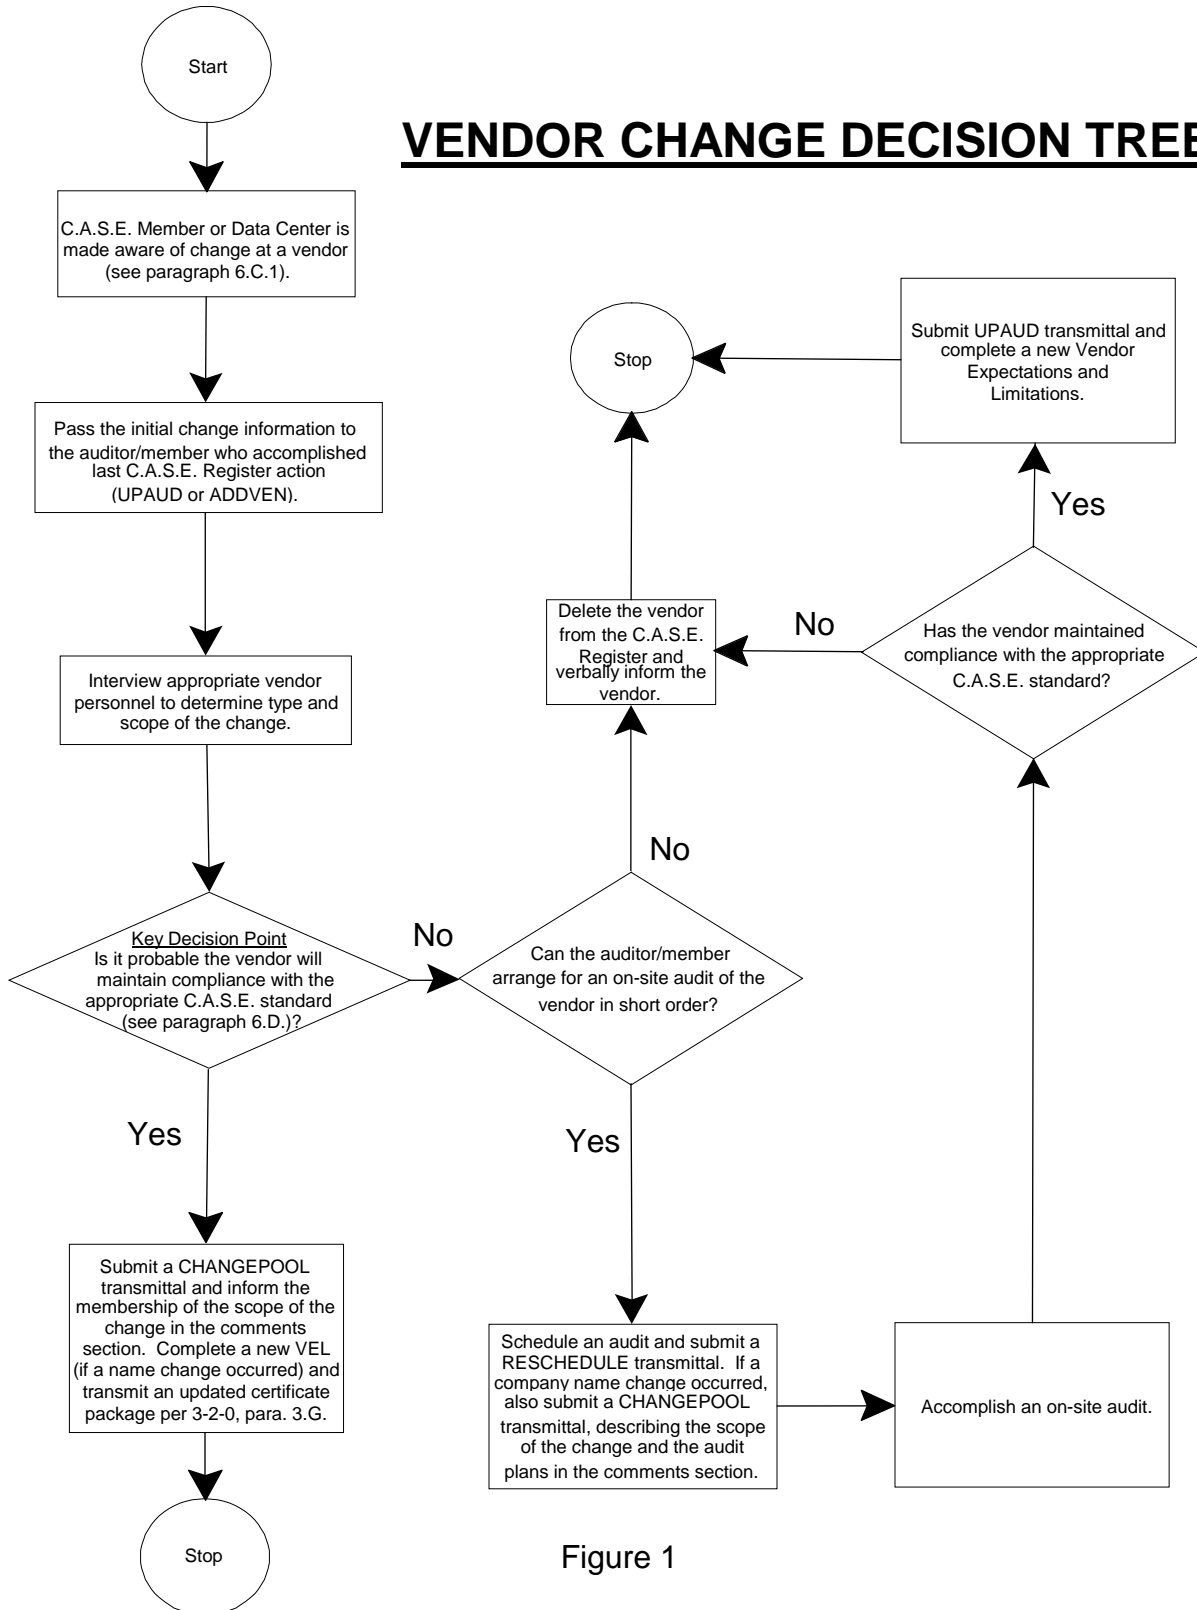 Start
VENDOR CHANGE DECISION TREE
C.A.S.E. Member or Data Center is
made aware of change at a vendor
(see paragraph 6.C.1).
Pass the initial change information to
the auditor/member who accomplished
last C.A.S.E. Register action
(UPAUD or ADDVEN).
Interview appropriate vendor
personnel to determine type and
scope of the change.
Key Decision Point
Is it probable the vendor will
maintain compliance with the
appropriate C.A.S.E. standard
(see paragraph 6.D.)?
No
Yes
Submit a CHANGEPOOL
transmittal and inform the
membership of the scope of the
change in the comments
section. Complete a new VEL
(if a name change occurred) and
transmit an updated certificate
package per 3-2-0, para. 3.G.
Stop
Can the auditor/member
arrange for an on-site audit of the
vendor in short order?
No
Delete the vendor
from the C.A.S.E.
Register and
verbally inform the
vendor.
Stop
Yes
Schedule an audit and submit a
RESCHEDULE transmittal. If a
company name change occurred,
also submit a CHANGEPOOL
transmittal, describing the scope
of the change and the audit
plans in the comments section.
Accomplish an on-site audit.
Has the vendor maintained
compliance with the appropriate
C.A.S.E. standard?
No
Yes
Submit UPAUD transmittal and
complete a new Vendor
Expectations and
Limitations.
Figure 1